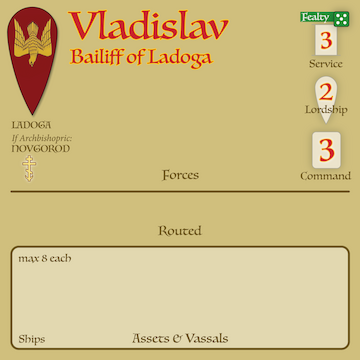 Vladislav
Bailiff of Ladoga
Fealty
3
Service
2
Lordship
3
Command
LADOGA
If Archbishopric:
NOVGOROD
Forces
Routed
max 8 each
Ships
Assets & Vassals